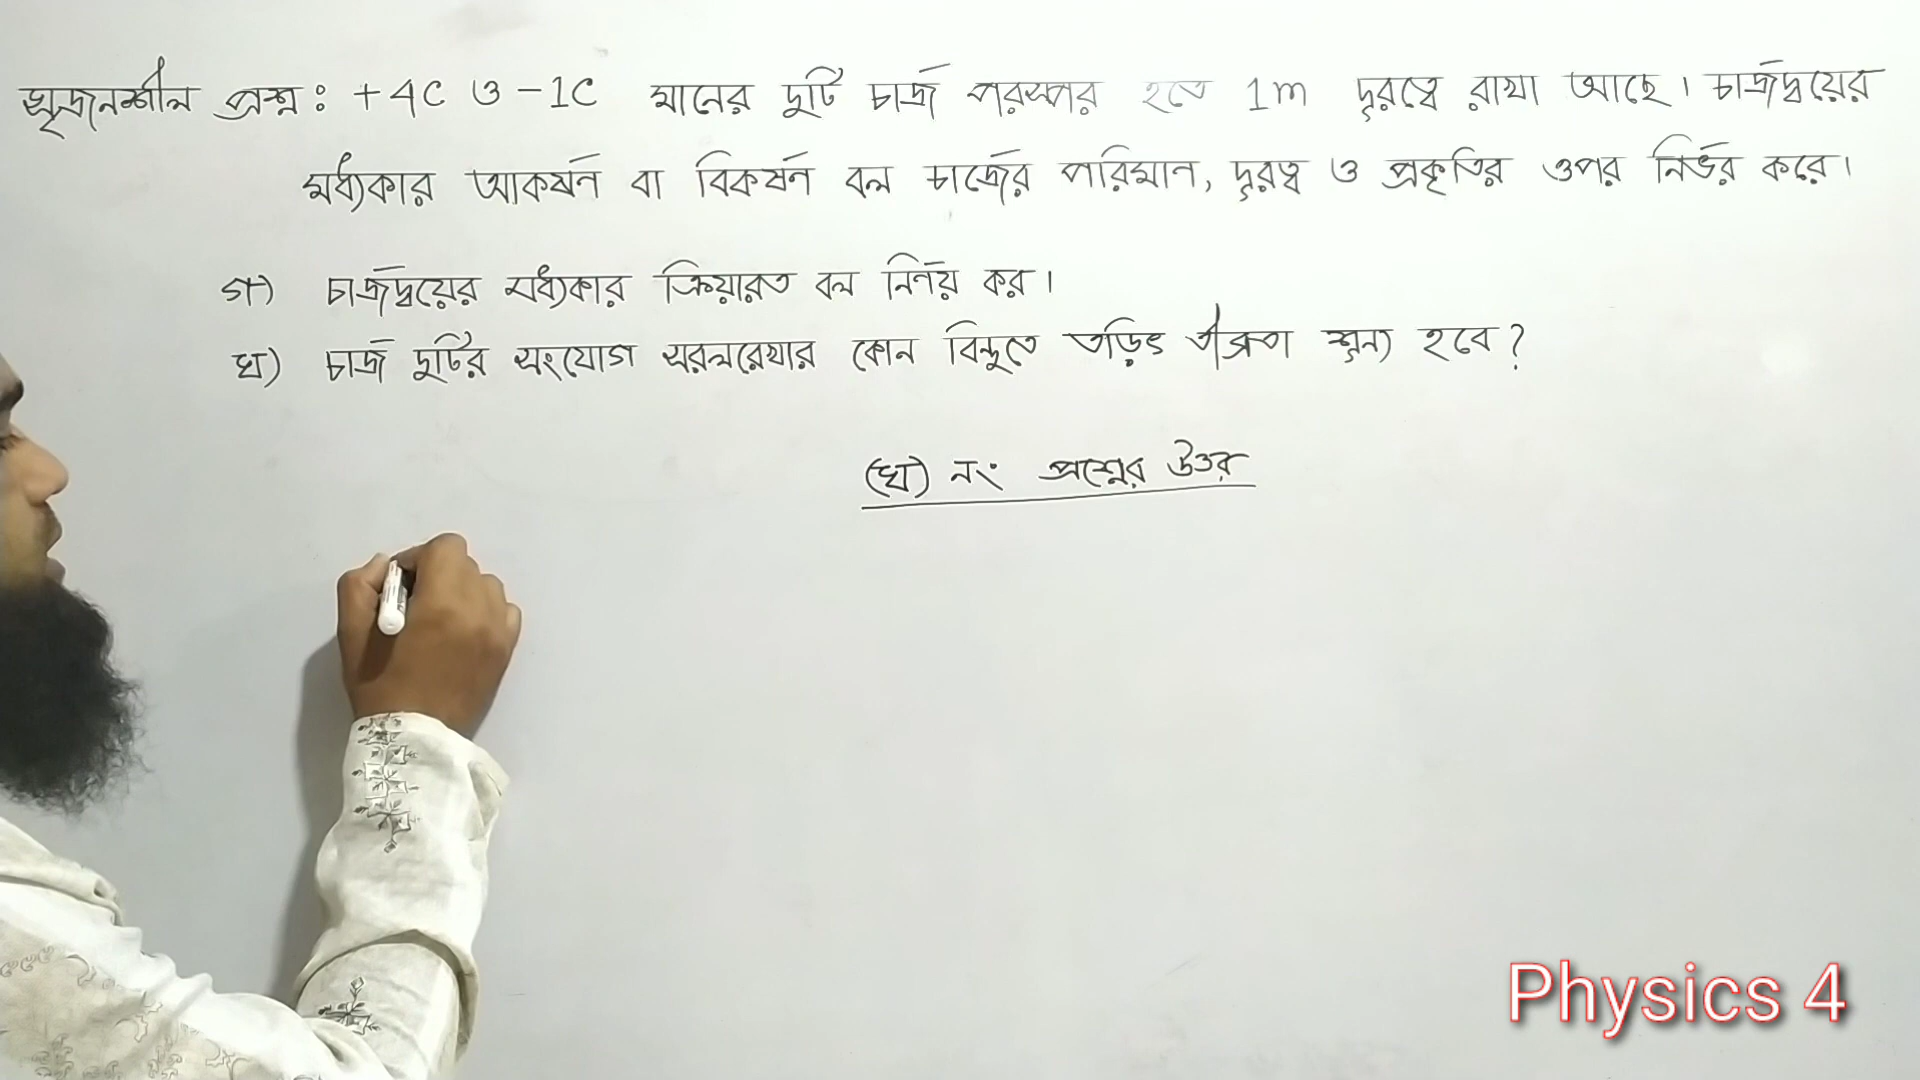 সৃজনশীল প্রশ্ন : +4C ও -1C মানের দুটি চার্জ পরস্পর হতে 1m দূরত্বে রাখা আছে। চার্জদ্বয়ের
মধ্যকার আকর্ষন বা বিকর্ষন বল চার্জের পরিমান, দূরত্ব ও প্রকৃতির ওপর নির্ভর করে।
গ) চার্জদ্বয়ের মধ্যকার ক্রিয়ারত বল নির্ণয় কর।
ঘ) চার্জ দুটির সংযোগ সরলরেখার কোন বিন্দুতে তড়িৎ তীব্রতা শূন্য হবে?
(ঘ) নং প্রশ্নের উত্তর
Physics 4